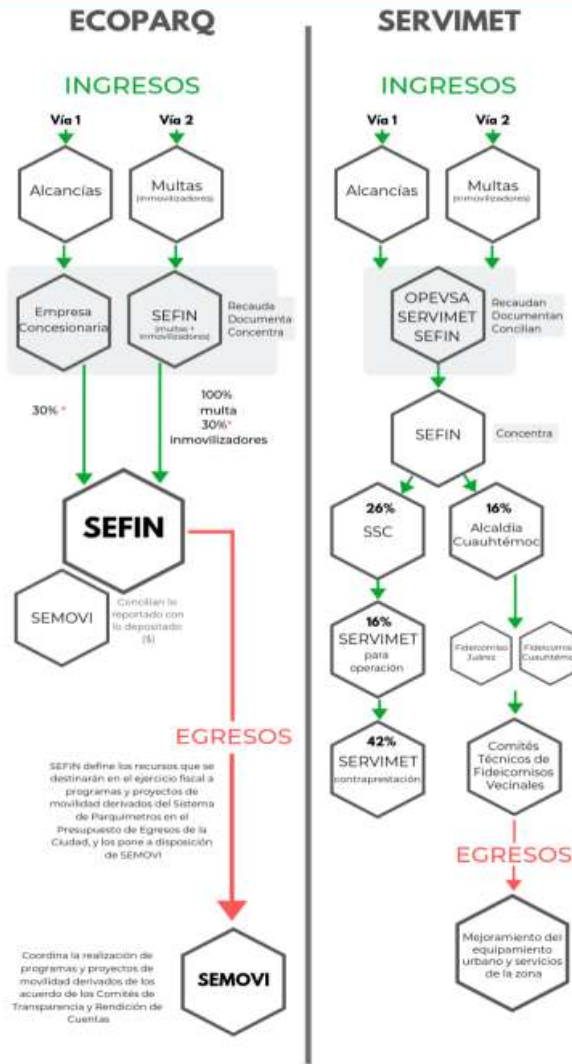 ECOPARQ
INGRESOS
Vía 1
Vía 2
Alcancías
Multas
(inmovilizadores)
Empresa
Concesionaria
SEFIN
(multas +
inmovilizadores)
Recauda
Documenta
Concentra
30% *
100%
multa
30%*
inmovilizadores
SEFIN
SEMOVI
Concilian lo
reportado con
lo depositado
($)
EGRESOS
SEFIN define los recursos que se
destinarán en el ejercicio fiscal a
programas y proyectos de
movilidad derivados del Sistema
de Parquímetros en el
Presupuesto de Egresos de la
Ciudad, y los pone a disposición
de SEMOVI
Coordina la realización de
programas y proyectos de
movilidad derivados de los
acuerdo de los Comités de
Transparencia y Rendición de
Cuentas
SEMOVI
SERVIMET
INGRESOS
Vía 1
Vía 2
Alcancías
Multas
(inmovilizadores)
OPEVSA
SERVIMET
SEFIN
Recaudan
Documentan
Concilian
SEFIN
Concentra
26%
SSC
16%
Alcaldía
Cuauhtémoc
16%
SERVIMET
para
operación
Fideicomiso
Juárez
Fideicomiso
Cuauhtémoc
42%
SERVIMET
contraprestación
Comités
Técnicos de
Fideicomisos
Vecinales
EGRESOS
Mejoramiento del
equipamiento
urbano y servicios
de la zona